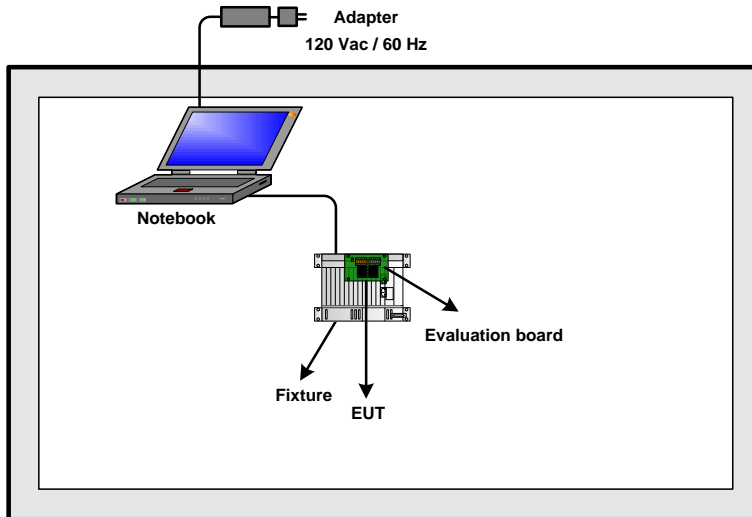 Adapter
120 Vac / 60 Hz
Notebook
Evaluation board
Fixture
EUT